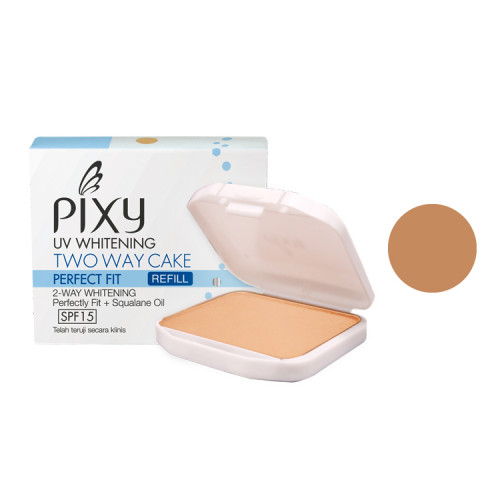 PIXY
UV WHITENING
TWO WAY CAKE
PERFECT FIT REFILL
2-WAY WHITENING
Perfectly Fit + Squalane Oil
SPF15
Telah teruji secara klinis